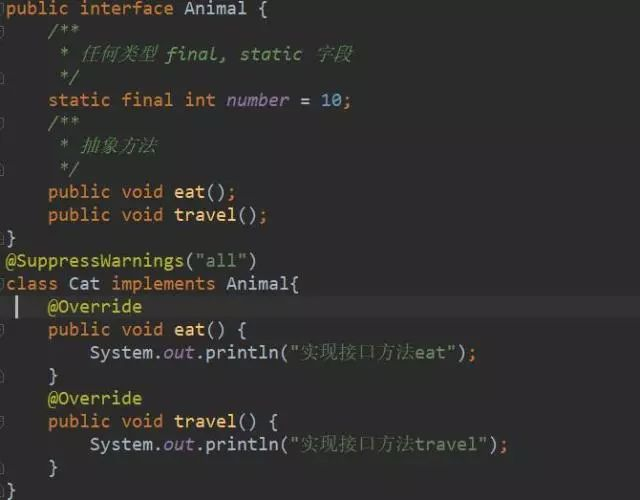 public interface Animal {
/**
* 任何类型 final, static 字段
*/
static final int number = 10;
/**
* 抽象方法
*/
public void eat();
public void travel();
}
@SuppressWarnings("all")
class Cat implements Animal{
@Override
public void eat() {
System.out.println("实现接口方法eat");
}
@Override
public void travel() {
System.out.println("实现接口方法travel");
}
}